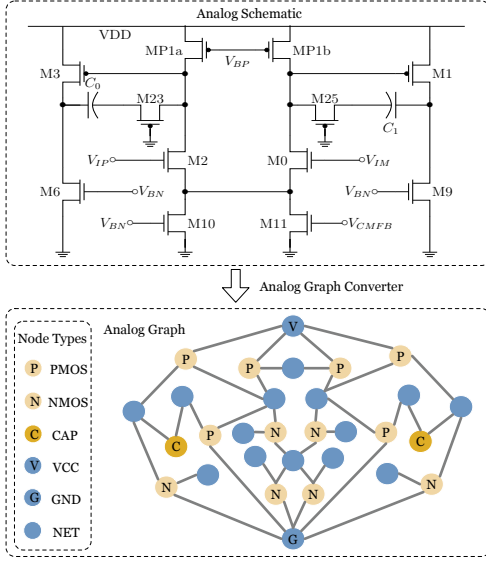 Analog Schematic
VDD
MP1a MP1b
V_BP
M3 M1
C_0 M23 M25
C_1
V_IP M2 M0 V_IM
M6 V_BN V_BN M9
V_BN M10 M11 V_CMFB
Analog Graph Converter
Analog Graph
Node Types
P PMOS
N NMOS
C CAP
V VCC
G GND
NET
V
P P P P
N N
P P
C C
N N N N
G